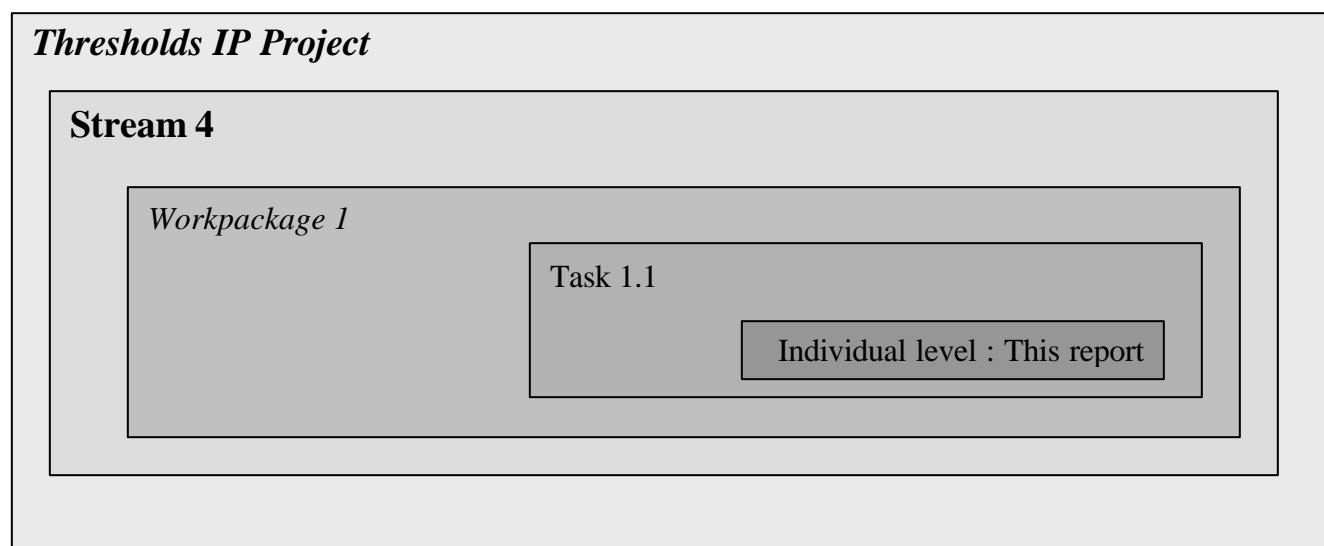 Thresholds IP Project
Stream 4
Workpackage 1
Task 1.1
Individual level : This report